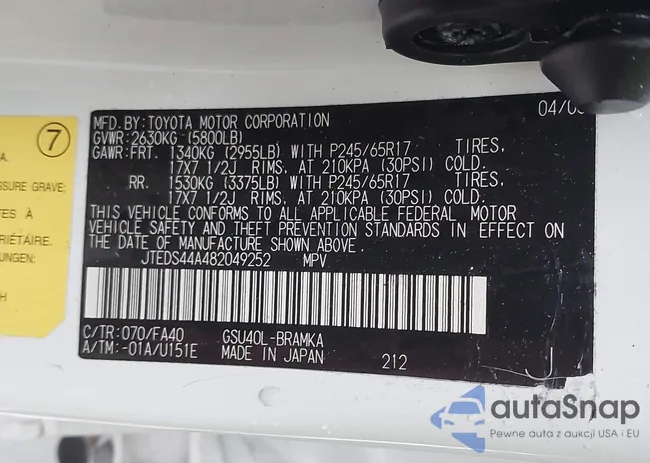 MFD. BY: TOYOTA MOTOR CORPORATION
GVWR: 2630KG (5800LB)
GAWR: FRT. 1340KG (2955LB) WITH P245/65R17 TIRES.
17X7 1/2J RIMS. AT 210KPA (30PSI) COLD.
RR. 1530KG (3375LB) WITH P245/65R17 TIRES.
17X7 1/2J RIMS. AT 210KPA (30PSI) COLD.
THIS VEHICLE CONFORMS TO ALL APPLICABLE FEDERAL MOTOR
VEHICLE SAFETY AND THEFT PREVENTION STANDARDS IN EFFECT ON
THE DATE OF MANUFACTURE SHOWN ABOVE.
JTEDS44A482049252 MPV
C/TR: 070/FA40 GSU40L-BRAMKA
A/TM: -01A/U151E MADE IN JAPAN 212
7
SSURE GRAVE:
RIÉTAIRE.
UNG:
autaSnap
Pewne auta z aukcji USA i EU